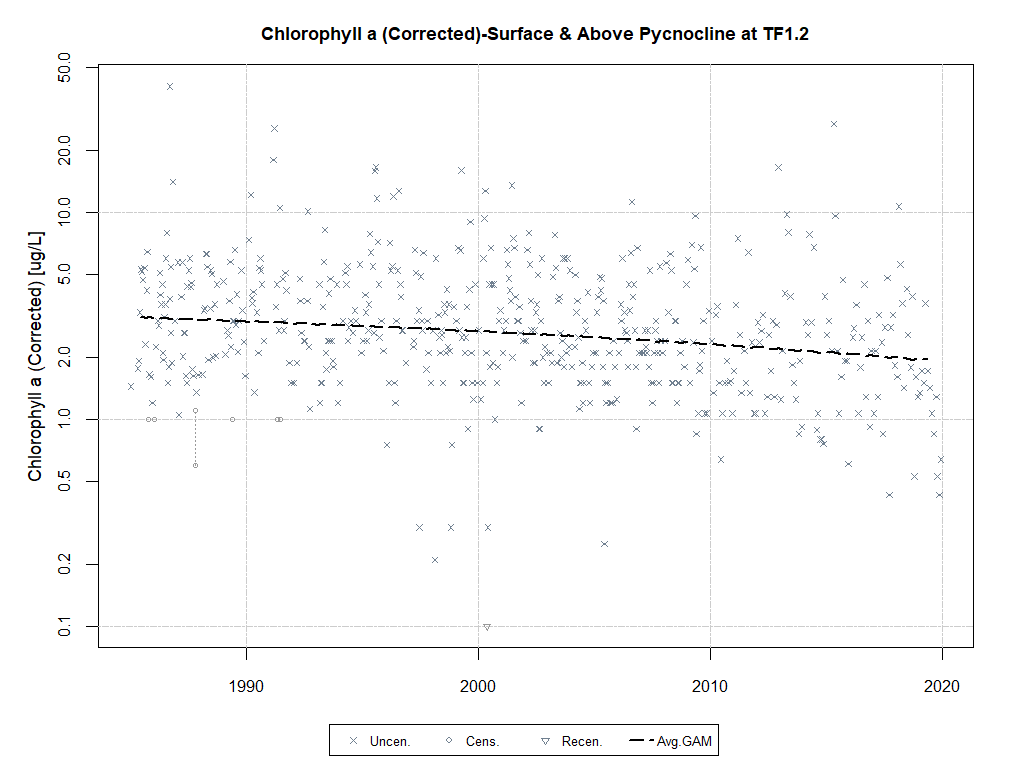 Chlorophyll a (Corrected)-Surface & Above Pycnocline at TF1.2
Chlorophyll a (Corrected) [ug/L]
50.0
20.0
10.0
5.0
2.0
1.0
0.5
0.2
0.1
1990 2000 2010 2020
Uncen. Cens. Recen. Avg.GAM